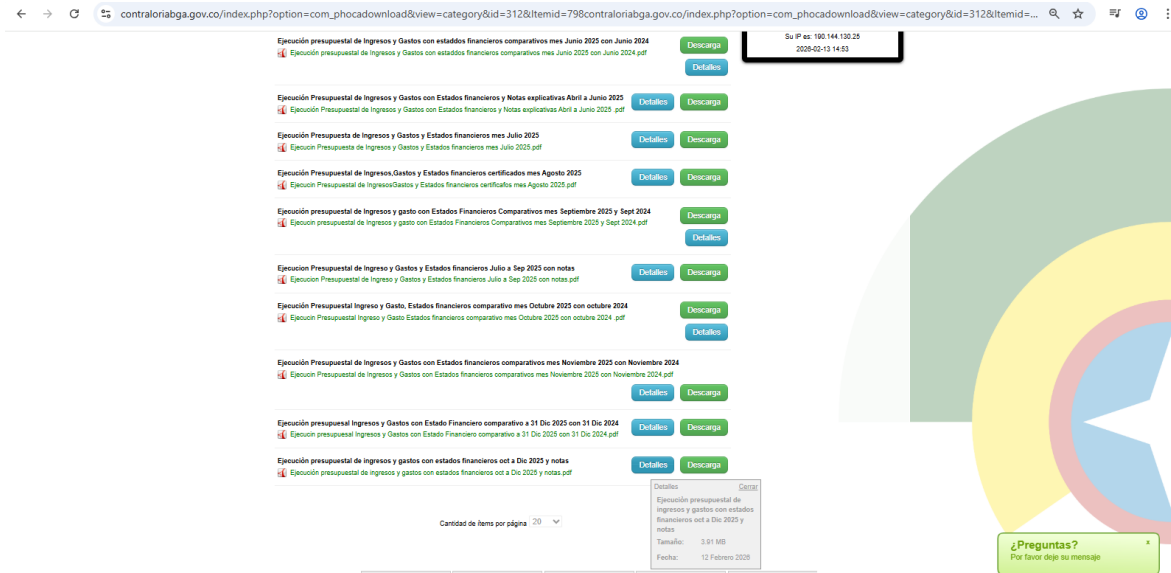 contraloriabga.gov.co/index.php?option=com_phocadownload&view=category&id=312&Itemid=798contraloriabga.gov.co/index.php?option=com_phocadownload&view=category&id=312&Itemid=...
Su IP es: 190.144.130.25
2026-02-13 14:53
Ejecución Presupuestal de Ingresos y Gastos con estaddos financieros comparativos mes Junio 2025 con Junio 2024
Ejecución presupuestal de Ingresos y Gastos con estaddos financieros comparativos mes Junio 2025 con Junio 2024.pdf
Descarga
Detalles
Ejecución Presupuestal de Ingresos y Gastos con Estados financieros y Notas explicativas Abril a Junio 2025
Ejecución Presupuestal de Ingresos y Gastos con Estados financieros y Notas explicativas Abril a Junio 2025 .pdf
Detalles Descarga
Ejecución Presupuesta de Ingresos y Gastos y Estados financieros mes Julio 2025
Ejecución Presupuesta de Ingresos y Gastos y Estados financieros mes Julio 2025.pdf
Detalles Descarga
Ejecución Presupuestal de Ingresos,Gastos y Estados financieros certificados mes Agosto 2025
Ejecucin Presupuestal de IngresosGastos y Estados financieros certificafos mes Agosto 2025.pdf
Detalles Descarga
Ejecución presupuestal de Ingresos y gasto con Estados Financieros Comparativos mes Septiembre 2025 y Sept 2024
Ejecución presupuestal de Ingresos y gasto con Estados Financieros Comparativos mes Septiembre 2025 y Sept 2024.pdf
Descarga
Detalles
Ejecucion Presupuestal de Ingreso y Gastos y Estados financieros Julio a Sep 2025 con notas
Ejecucion Presupuestal de Ingreso y Gastos y Estados financieros Julio a Sep 2025 con notas.pdf
Detalles Descarga
Ejecución Presupuestal Ingreso y Gasto, Estados financieros comparativo mes Octubre 2025 con octubre 2024
Ejecucin Presupuestal Ingreso y Gasto Estados financieros comparativo mes Octubre 2025 con octubre 2024 .pdf
Descarga
Detalles
Ejecución Presupuestal de Ingresos y Gastos con Estados financieros comparativos mes Noviembre 2025 con Noviembre 2024
Ejecucin Presupuestal de Ingresos y Gastos con Estados financieros comparativos mes Noviembre 2025 con Noviembre 2024.pdf
Detalles Descarga
Ejecución presupuesal Ingresos y Gastos con Estado Financiero comparativo a 31 Dic 2025 con 31 Dic 2024
Ejecucin presupuesal Ingresos y Gastos con Estado Financiero comparativo a 31 Dic 2025 con 31 Dic 2024.pdf
Detalles Descarga
Ejecución presupuestal de ingresos y gastos con estados financieros oct a Dic 2025 y notas
Ejecución presupuestal de ingresos y gastos con estados financieros oct a Dic 2025 y notas.pdf
Detalles Descarga
Detalles Cerrar
Ejecución presupuestal de
ingresos y gastos con estados
financieros oct a Dic 2025 y
notas
Tamaño: 3.91 MB
Fecha: 12 Febrero 2026
Cantidad de ítems por página 20
¿Preguntas? x
Por favor deje su mensaje